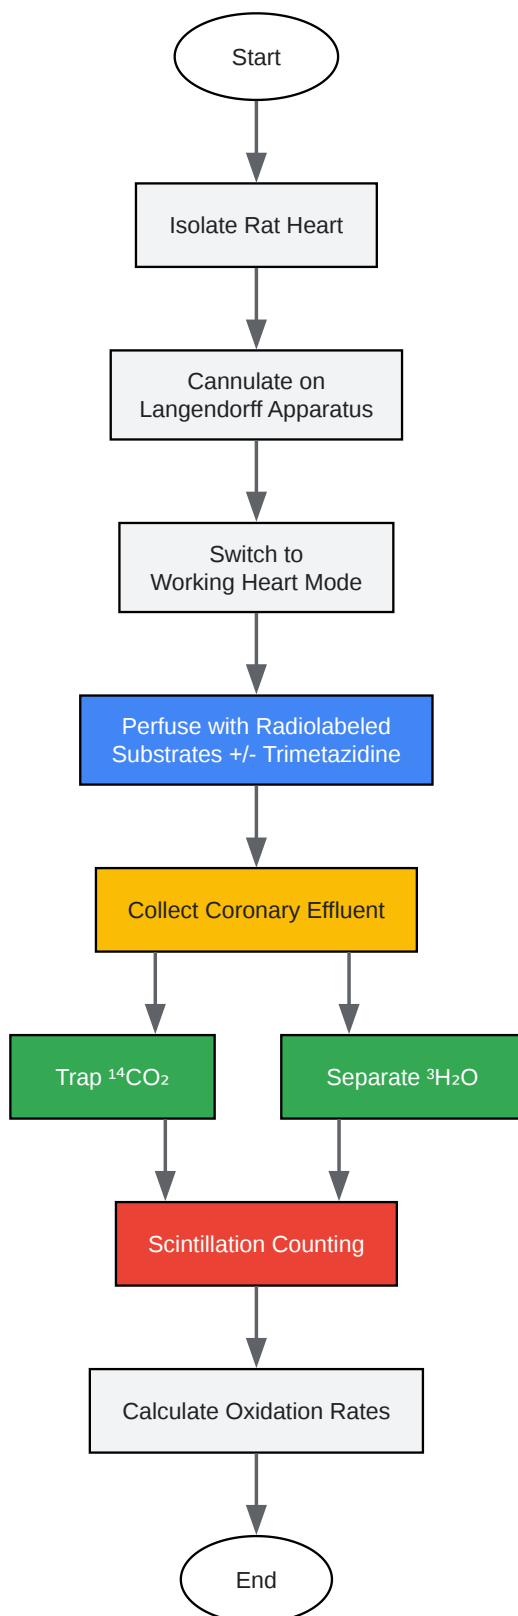 Start
Isolate Rat Heart
Cannulate on
Langendorff Apparatus
Switch to
Working Heart Mode
Perfuse with Radiolabeled
Substrates +/- Trimetazidine
Collect Coronary Effluent
Trap ¹⁴CO₂
Separate ³H₂O
Scintillation Counting
Calculate Oxidation Rates
End